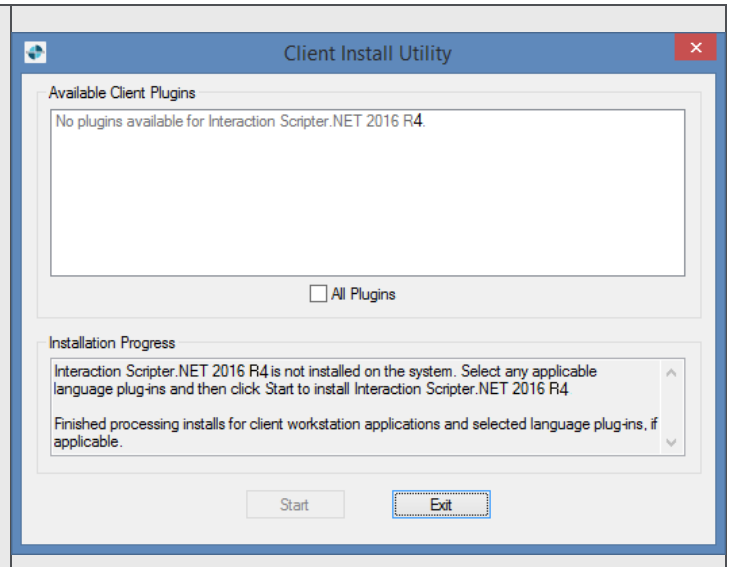 Client Install Utility
Available Client Plugins
No plugins available for Interaction Scripter.NET 2016 R4.
All Plugins
Installation Progress
Interaction Scripter.NET 2016 R4 is not installed on the system. Select any applicable
language plug-ins and then click Start to install Interaction Scripter.NET 2016 R4
Finished processing installs for client workstation applications and selected language plug-ins, if
applicable.
Start
Exit